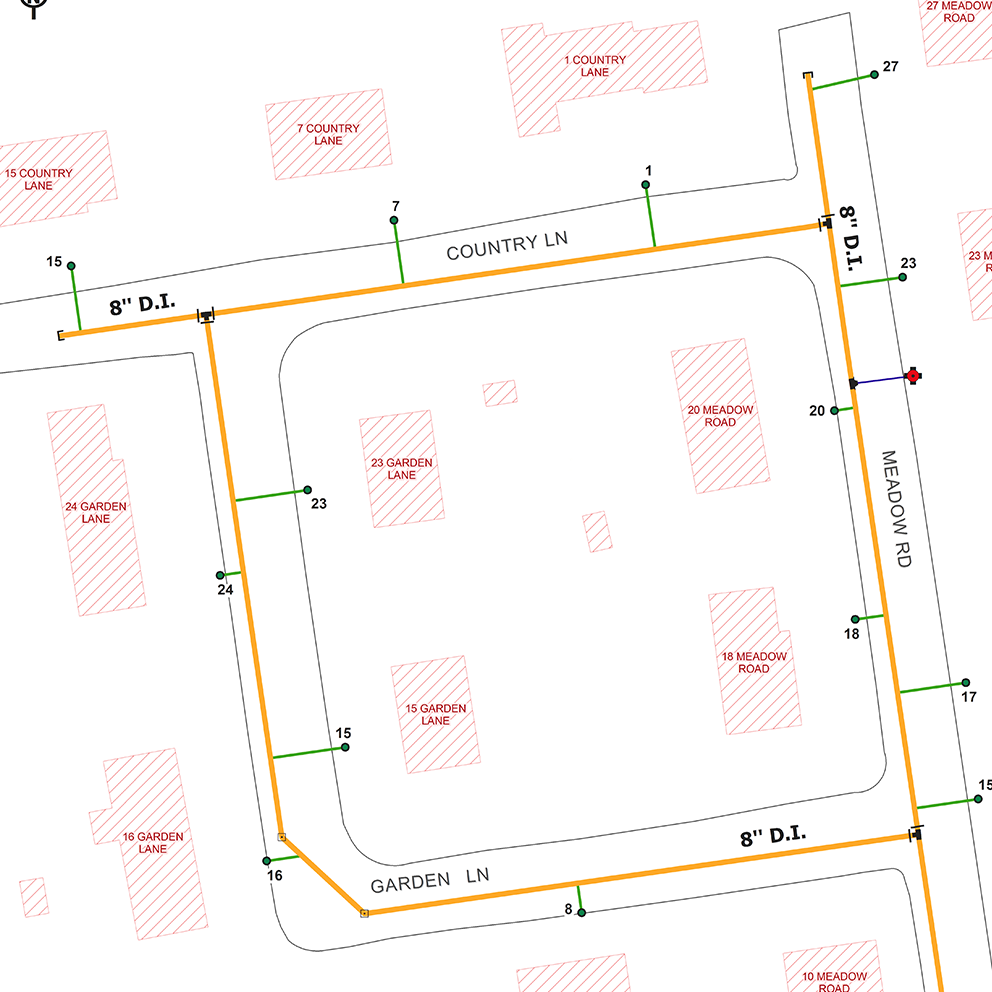 N
27 MEADOW
ROAD
1 COUNTRY
LANE
27
7 COUNTRY
LANE
15 COUNTRY
LANE
1
7
8" D.I.
COUNTRY LN
15
23
23 M
R
8" D.I.
20 MEADOW
ROAD
20
23 GARDEN
LANE
MEADOW RD
23
24 GARDEN
LANE
24
18
18 MEADOW
ROAD
17
15 GARDEN
LANE
15
15
16 GARDEN
LANE
8" D.I.
16
GARDEN LN
8
10 MEADOW
ROAD